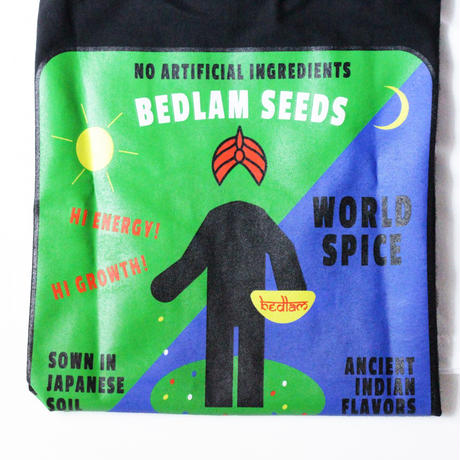 NO ARTIFICIAL INGREDIENTS
BEDLAM SEEDS
HI ENERGY!
HI GROWTH!
WORLD
SPICE
bedlam
SOWN IN
JAPANESE
SOIL
ANCIENT
INDIAN
FLAVORS